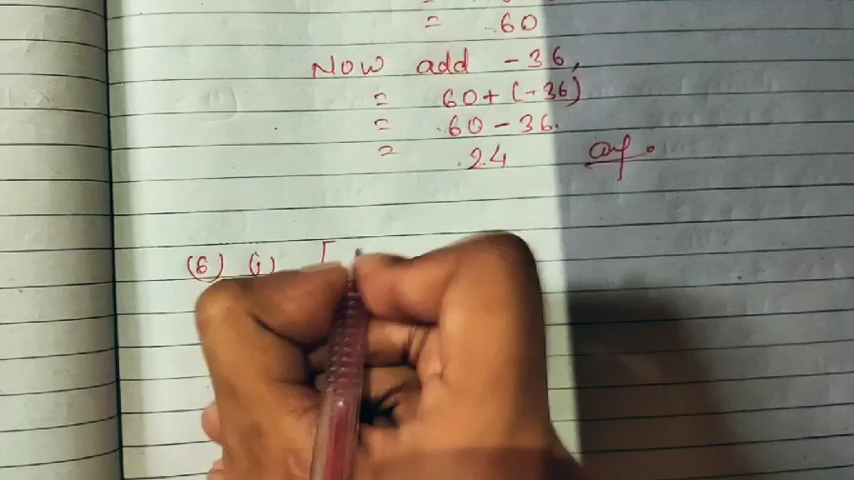 = 60
Now add -36,
= 60+(-36)
= 60-36.
= 24 ans.
(6) (i) [